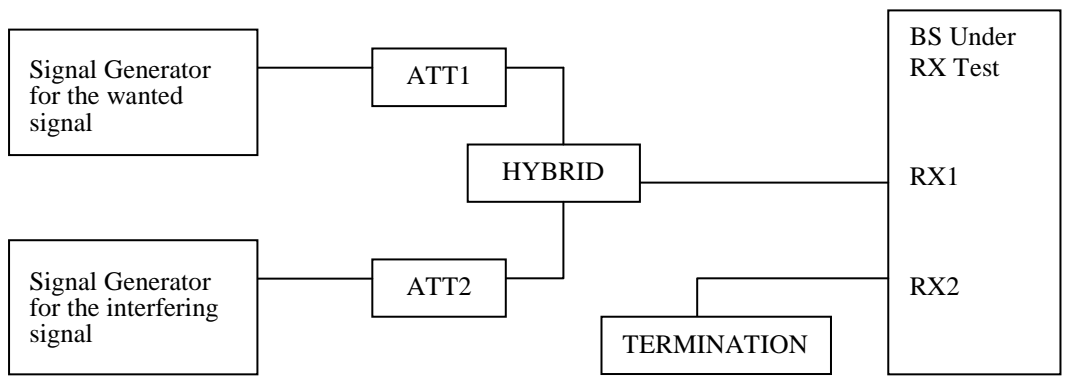 Signal Generator
for the wanted
signal
ATT1
HYBRID
Signal Generator
for the interfering
signal
ATT2
TERMINATION
BS Under
RX Test
RX1
RX2